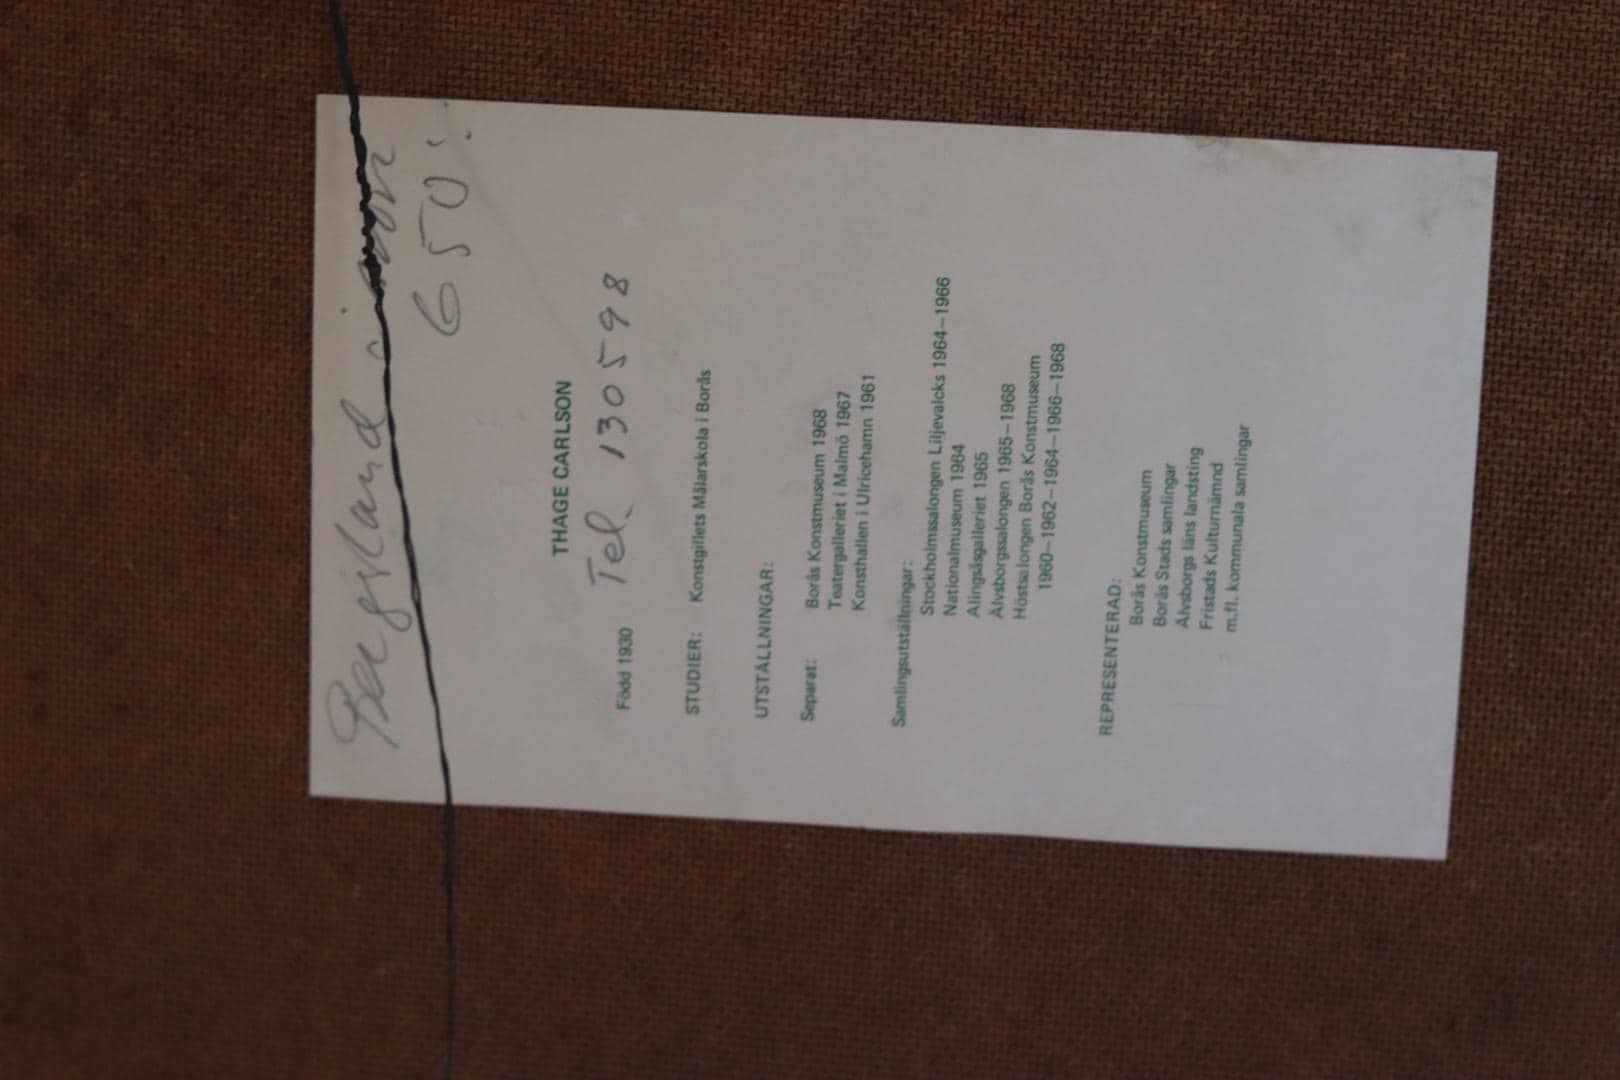 650:-
THAGE CARLSON
Född 1930 Tel. 130598
STUDIER: Konstgillets Målarskola i Borås
UTSTÄLLNINGAR:
Separat: Borås Konstmuseum 1968
Teatergalleriet i Malmö 1967
Konsthallen i Ulricehamn 1961
Samlingsutställningar:
Stockholmssalongen Liljevalcks 1964–1966
Nationalmuseum 1964
Alingsåsgalleriet 1965
Älvsborgssalongen 1965–1968
Höstsalongen Borås Konstmuseum
1960–1962–1964–1966–1968
REPRESENTERAD:
Borås Konstmuseum
Borås Stads samlingar
Älvsborgs läns landsting
Fristads Kulturnämnd
m.fl. kommunala samlingar